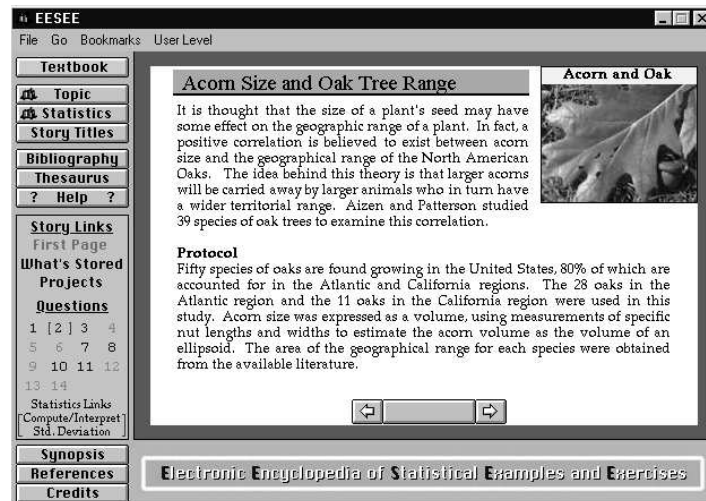 EESEE
File Go Bookmarks User Level
Textbook
Topic
Statistics
Story Titles
Bibliography
Thesaurus
? Help ?
Story Links
First Page
What's Stored
Projects
Questions
1 [2] 3 4
5 6 7 8
9 10 11 12
13 14
Statistics Links
[Compute/Interpret]
[Std. Deviation]
Synopsis
References
Credits
Acorn Size and Oak Tree Range
It is thought that the size of a plant's seed may have
some effect on the geographic range of a plant. In fact, a
positive correlation is believed to exist between acorn
size and the geographical range of the North American
Oaks. The idea behind this theory is that larger acorns
will be carried away by larger animals who in turn have
a wider territorial range. Aizen and Patterson studied
39 species of oak trees to examine this correlation.
Acorn and Oak
Protocol
Fifty species of oaks are found growing in the United States, 80% of which are
accounted for in the Atlantic and California regions. The 28 oaks in the
Atlantic region and the 11 oaks in the California region were used in this
study. Acorn size was expressed as a volume, using measurements of specific
nut lengths and widths to estimate the acorn volume as the volume of an
ellipsoid. The area of the geographical range for each species were obtained
from the available literature.
Electronic Encyclopedia of Statistical Examples and Exercises